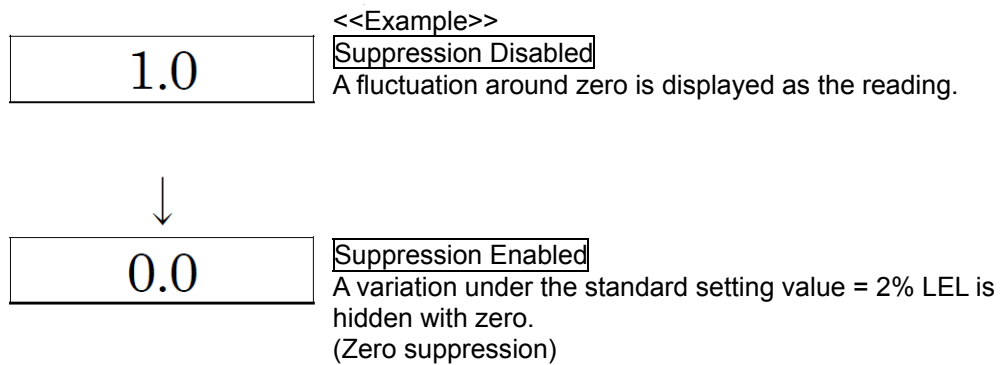 <<Example>>
Suppression Disabled
1.0
A fluctuation around zero is displayed as the reading.
↓
Suppression Enabled
0.0
A variation under the standard setting value = 2% LEL is
hidden with zero.
(Zero suppression)